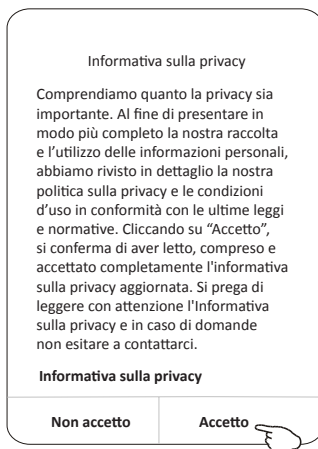 Informativa sulla privacy
Comprendiamo quanto la privacy sia
importante. Al fine di presentare in
modo più completo la nostra raccolta
e l'utilizzo delle informazioni personali,
abbiamo rivisto in dettaglio la nostra
politica sulla privacy e le condizioni
d'uso in conformità con le ultime leggi
e normative. Cliccando su “Accetto”,
si conferma di aver letto, compreso e
accettato completamente l'informativa
sulla privacy aggiornata. Si prega di
leggere con attenzione l'Informativa
sulla privacy e in caso di domande
non esitare a contattarci.
Informativa sulla privacy
Non accetto Accetto